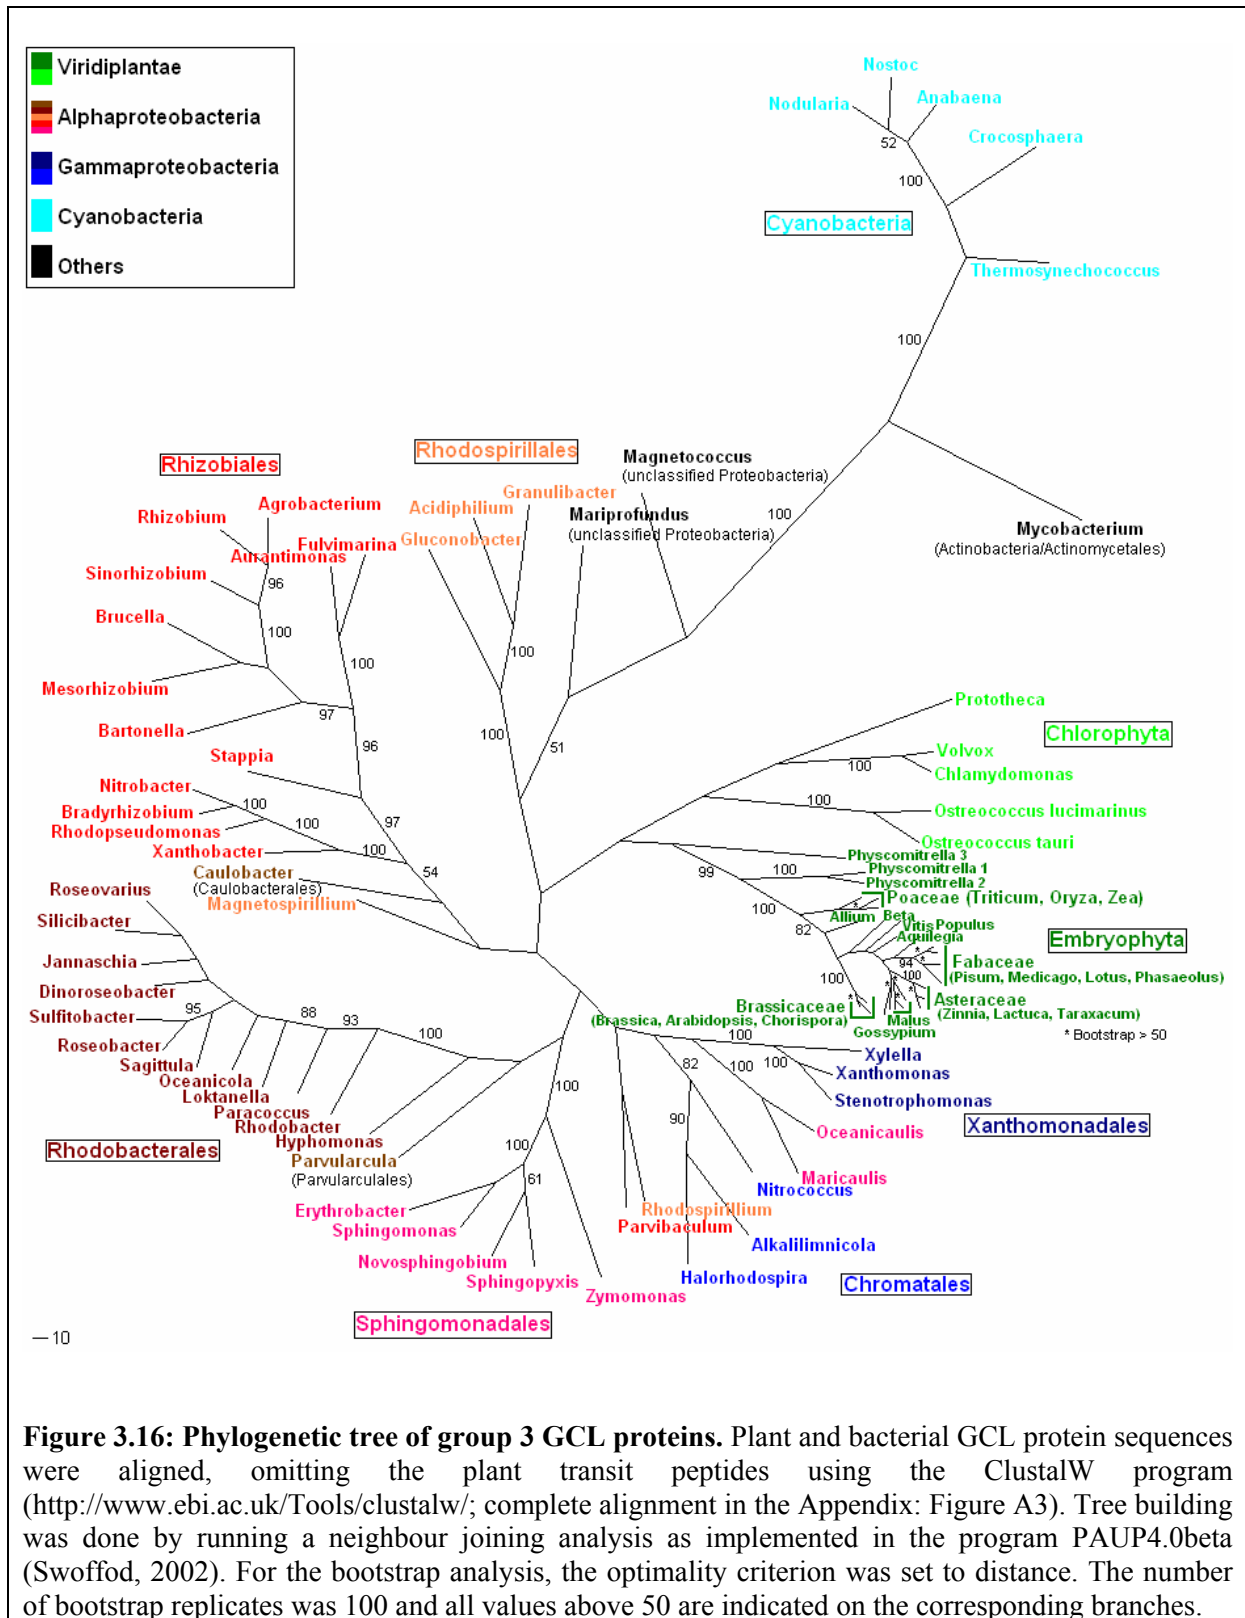 Viridiplantae
Alphaproteobacteria
Gammaproteobacteria
Cyanobacteria
Others
Nostoc
Nodularia
Anabaena
Crocosphaera
52
100
Cyanobacteria
Thermosynechococcus
100
Rhizobiales
Rhodospirillales
Magnetococcus
(unclassified Proteobacteria)
Granulibacter
Acidiphilium
Agrobacterium
Rhizobium
Mariprofundus
(unclassified Proteobacteria)
100
Mycobacterium
(Actinobacteria/Actinomycetales)
Gluconobacter
Fulvimarina
Aurantimonas
Sinorhizobium
96
Brucella
100
100
100
Mesorhizobium
97
Bartonella
96
100
51
Stappia
Prototheca
Chlorophyta
Volvox
100
Chlamydomonas
Nitrobacter
100
Bradyrhizobium
Rhodopseudomonas
100
97
100
Ostreococcus lucimarinus
Ostreococcus tauri
Xanthobacter
100
54
Caulobacter
(Caulobacterales)
Magnetospirillium
Physcomitrella 3
99
100
Physcomitrella 1
Physcomitrella 2
Roseovarius
Silicibacter
100
*
Poaceae (Triticum, Oryza, Zea)
Allium
Beta
82
Vitis
Populus
Aquilegia
Embryophyta
Jannaschia
*
*
94
Fabaceae
(Pisum, Medicago, Lotus, Phasaeolus)
100
100
Dinoroseobacter
95
88
93
100
Sulfitobacter
Brassicaceae
(Brassica, Arabidopsis, Chorispora)
*
*
*
*
*
*
Asteraceae
(Zinnia, Lactuca, Taraxacum)
Malus
Gossypium
* Bootstrap > 50
Roseobacter
Sagittula
Oceanicola
Loktanella
Paracoccus
Rhodobacter
Hyphomonas
Rhodobacterales
Parvularcula
(Parvularculales)
100
Xylella
82
100
100
Xanthomonas
100
Stenotrophomonas
90
Oceanicaulis
Xanthomonadales
100
61
Maricaulis
Nitrococcus
Erythrobacter
Sphingomonas
Rhodospirillium
Parvibaculum
Alkalilimnicola
Novosphingobium
Sphingopyxis
Zymomonas
Halorhodospira
Chromatales
Sphingomonadales
10
Figure 3.16: Phylogenetic tree of group 3 GCL proteins. Plant and bacterial GCL protein sequences
were aligned, omitting the plant transit peptides using the ClustalW program
(http://www.ebi.ac.uk/Tools/clustalw/; complete alignment in the Appendix: Figure A3). Tree building
was done by running a neighbour joining analysis as implemented in the program PAUP4.0beta
(Swoffod, 2002). For the bootstrap analysis, the optimality criterion was set to distance. The number
of bootstrap replicates was 100 and all values above 50 are indicated on the corresponding branches.